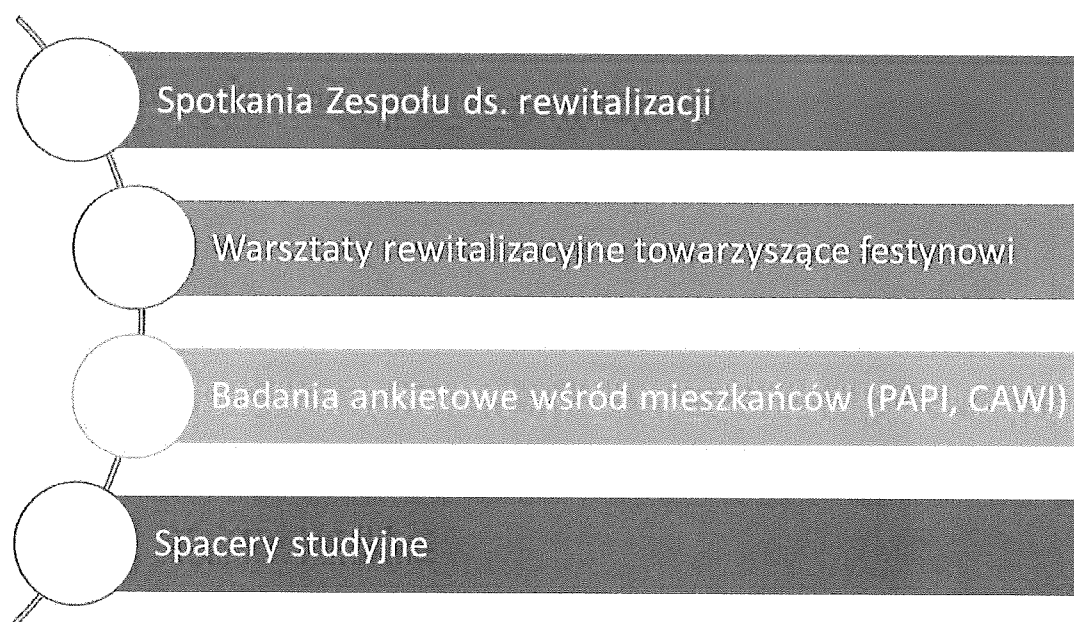 Spotkania Zespołu ds. rewitalizacji
Warsztaty rewitalizacyjne towarzyszące festynowi
Badania ankietowe wśród mieszkańców (PAPI, CAWI)
Spacery studyjne